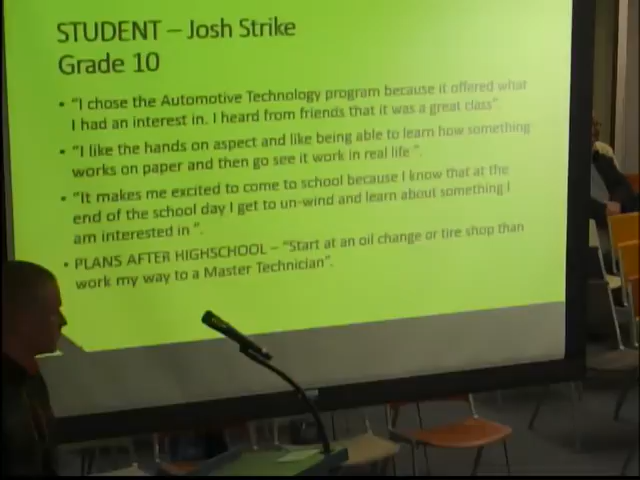 STUDENT – Josh Strike
Grade 10
• "I chose the Automotive Technology program because it offered what
I had an interest in. I heard from friends that it was a great class".
• "I like the hands on aspect and like being able to learn how something
works on paper and then go see it work in real life ".
• "It makes me excited to come to school because I know that at the
end of the school day I get to un-wind and learn about something I
am interested in ".
• PLANS AFTER HIGHSCHOOL – "Start at an oil change or tire shop than
work my way to a Master Technician".